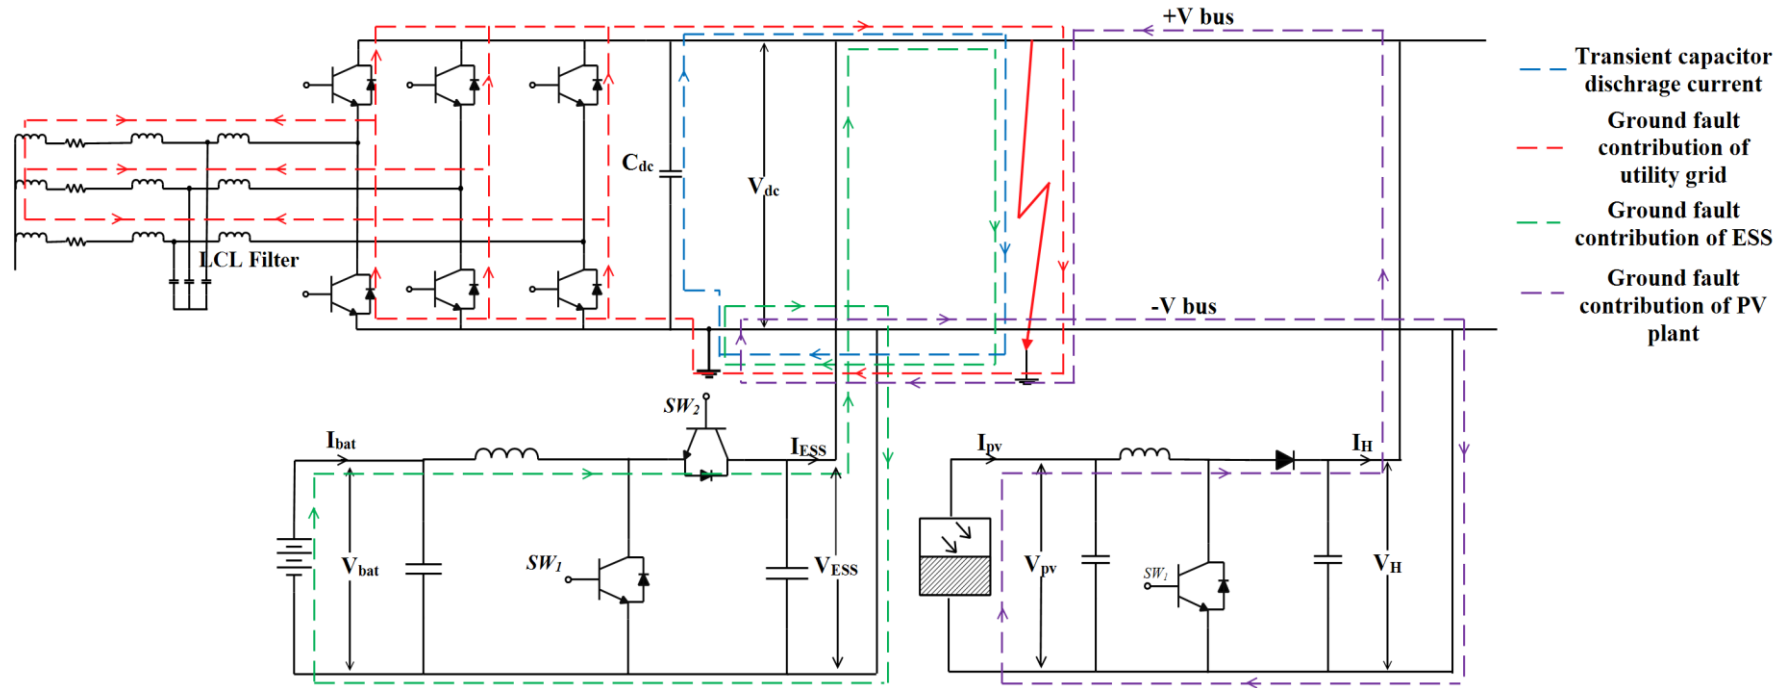 +V bus
Transient capacitor
dischrage current
Ground fault
contribution of
utility grid
Ground fault
contribution of ESS
Ground fault
contribution of PV
plant
Cdc
Vdc
LCL Filter
-V bus
SW2
Ibat
IESS
Ipv
IH
Vbat
SW1
VESS
Vpv
SW1
VH